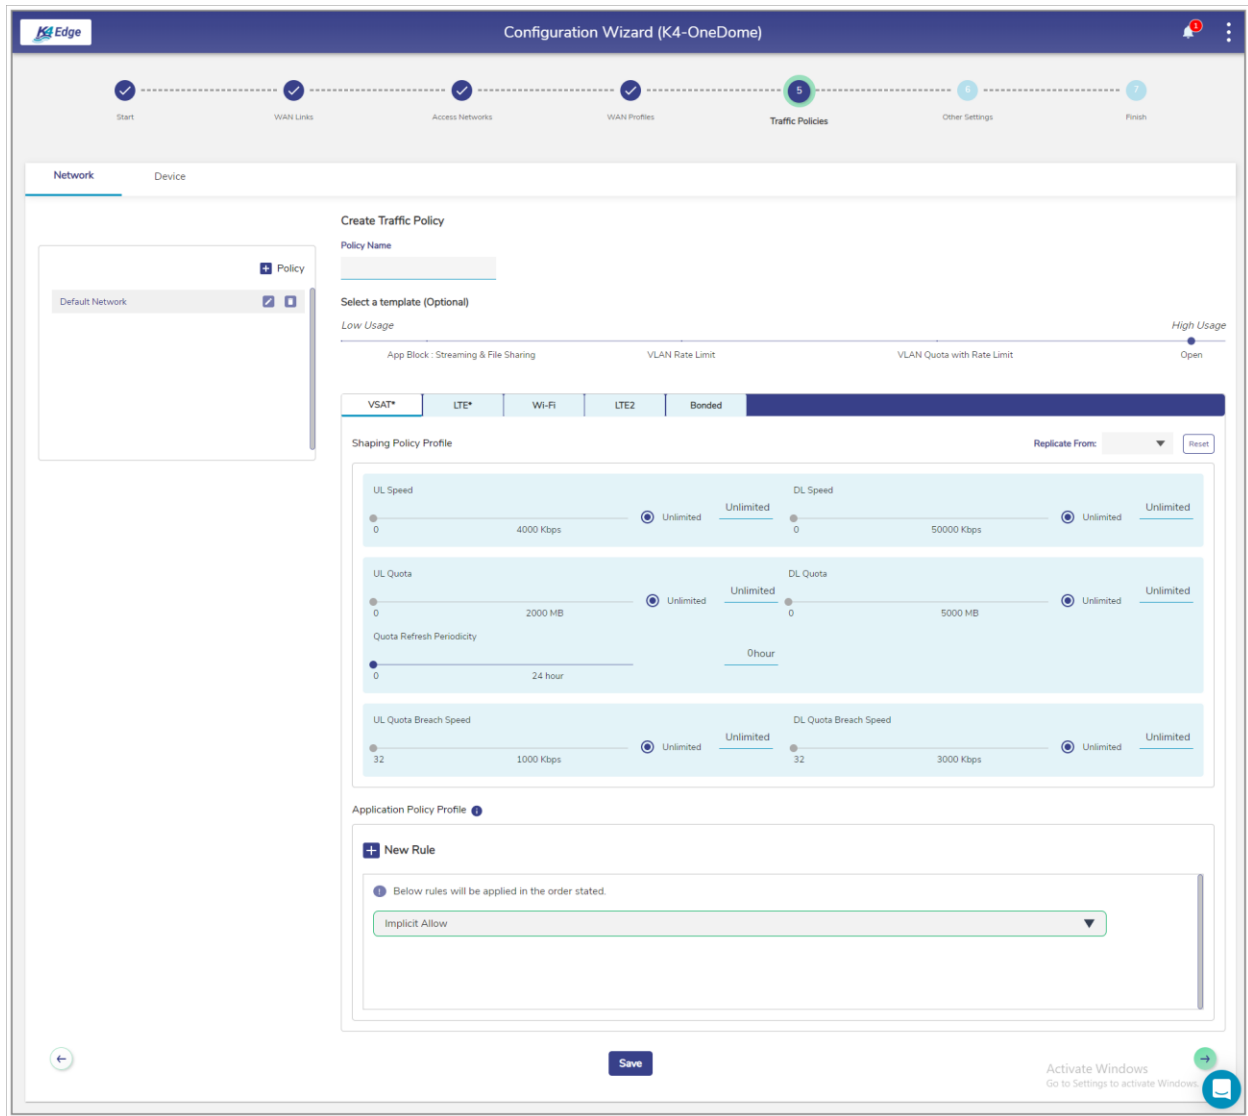 K4 Edge
Configuration Wizard (K4-OneDome)
1
5
6
7
Start
WAN Links
Access Networks
WAN Profiles
Traffic Policies
Other Settings
Finish
Network
Device
Create Traffic Policy
Policy Name
Policy
Default Network
Select a template (Optional)
Low Usage
High Usage
App Block : Streaming & File Sharing
VLAN Rate Limit
VLAN Quota with Rate Limit
Open
VSAT*
LTE*
Wi-Fi
LTE2
Bonded
Shaping Policy Profile
Replicate From:
Reset
UL Speed
0
4000 Kbps
Unlimited
Unlimited
DL Speed
0
50000 Kbps
Unlimited
Unlimited
UL Quota
0
2000 MB
Unlimited
Unlimited
DL Quota
0
5000 MB
Unlimited
Unlimited
Quota Refresh Periodicity
0
24 hour
0hour
UL Quota Breach Speed
32
1000 Kbps
Unlimited
Unlimited
DL Quota Breach Speed
32
3000 Kbps
Unlimited
Unlimited
Application Policy Profile
New Rule
Below rules will be applied in the order stated.
Implicit Allow
Save
Activate Windows
Go to Settings to activate Windows.